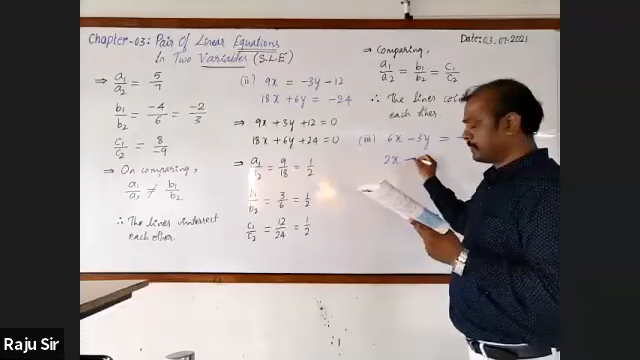 Chapter-03: Pair Of Linear Equations
In Two Variables (S.L.E)
Date: 03.07.2021
⇒ a₁/a₂ = 5/7
b₁/b₂ = -4/6 = -2/3
c₁/c₂ = 8/-9
⇒ On comparing,
a₁/a₂ ≠ b₁/b₂
∴ The lines intersect
each other.
(ii) 9x = -3y -12
18x + 6y = -24
⇒ 9x + 3y + 12 = 0
18x + 6y + 24 = 0
⇒ a₁/a₂ = 9/18 = 1/2
b₁/b₂ = 3/6 = 1/2
c₁/c₂ = 12/24 = 1/2
⇒ Comparing,
a₁/a₂ = b₁/b₂ = c₁/c₂
∴ The lines
(iii) 6x - 3y = -
2x -
Raju Sir